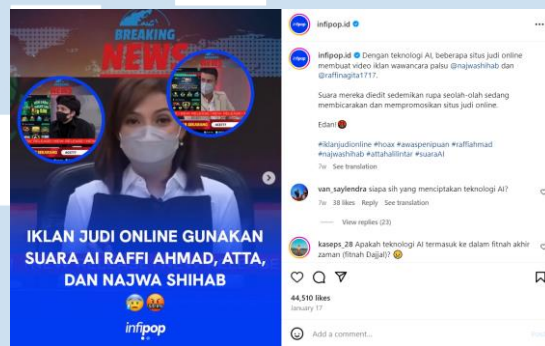 BREAKING
NEWS
IKLAN JUDI ONLINE GUNAKAN
SUARA AI RAFFI AHMAD, ATTA,
DAN NAJWA SHIHAB
infipop
infipop.id
infipop.id Dengan teknologi AI, beberapa situs judi online
membuat video iklan wawancara palsu @najwashihab dan
@raffinagita1717.
Suara mereka diedit sedemikian rupa seolah-olah sedang
membicarakan dan mempromosikan situs judi online.
Edan!
#iklanjudionline #hoax #awaspenipuan #raffiahmad
#najwashihab #attahalilintar #suaraAI
7w See translation
van_saylendra siapa sih yang menciptakan teknologi AI?
7w 38 likes Reply See translation
View replies (23)
kaseps_28 Apakah teknologi AI termasuk ke dalam fitnah akhir
zaman (fitnah Dajjal)?
44,510 likes
January 17
Add a comment...